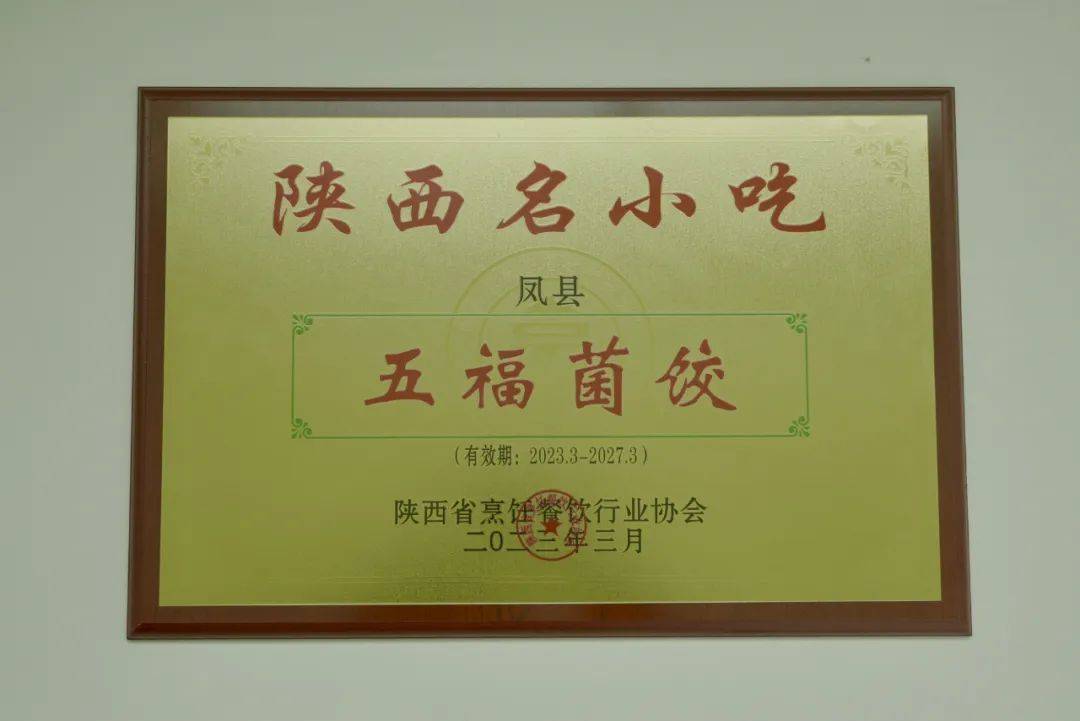 陕西名小吃
凤县
五福菌饺
(有效期: 2023.3-2027.3)
陕西省烹饪餐饮行业协会
二0二三年三月